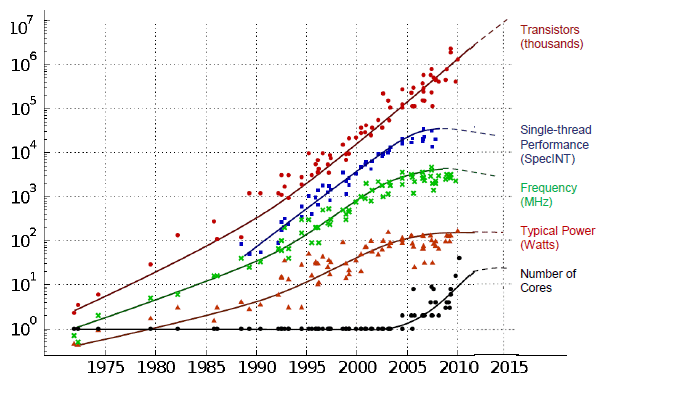 10^7
Transistors
(thousands)
10^6
10^5
10^4
Single-thread
Performance
(SpecINT)
10^3
Frequency
(MHz)
10^2
Typical Power
(Watts)
10^1
Number of
Cores
10^0
1975 1980 1985 1990 1995 2000 2005 2010 2015